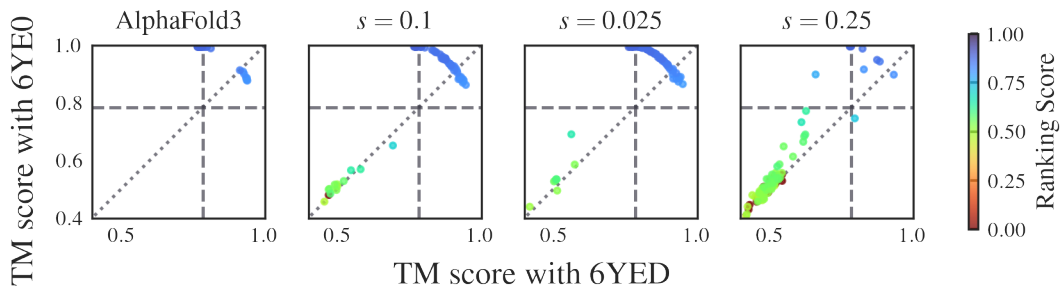 AlphaFold3
s = 0.1
s = 0.025
s = 0.25
TM score with 6YE0
1.0
0.8
0.6
0.4
0.5 1.0
0.5 1.0
0.5 1.0
0.5 1.0
TM score with 6YED
1.00
0.75
0.50
0.25
0.00
Ranking Score